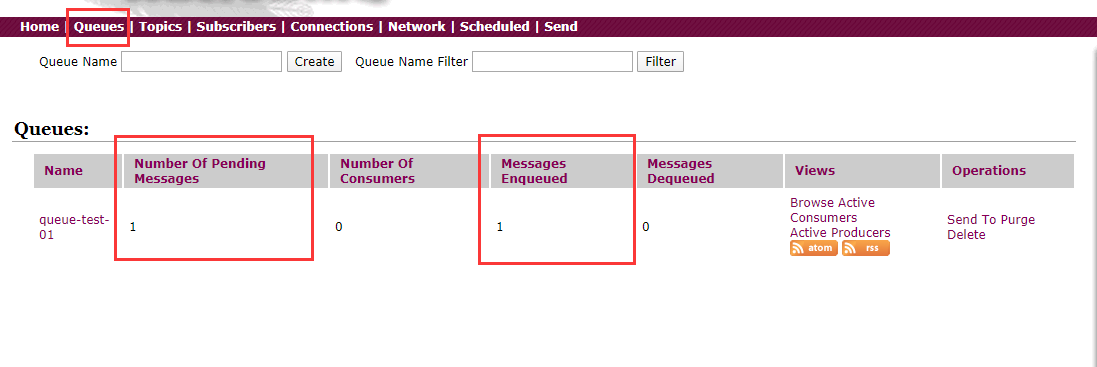 Home | Queues | Topics | Subscribers | Connections | Network | Scheduled | Send
Queue Name Create Queue Name Filter Filter
Queues:
Name Number Of Pending Messages Number Of Consumers Messages Enqueued Messages Dequeued Views Operations
queue-test-01 1 0 1 0 Browse Active Consumers Active Producers atom rss Send To Purge Delete